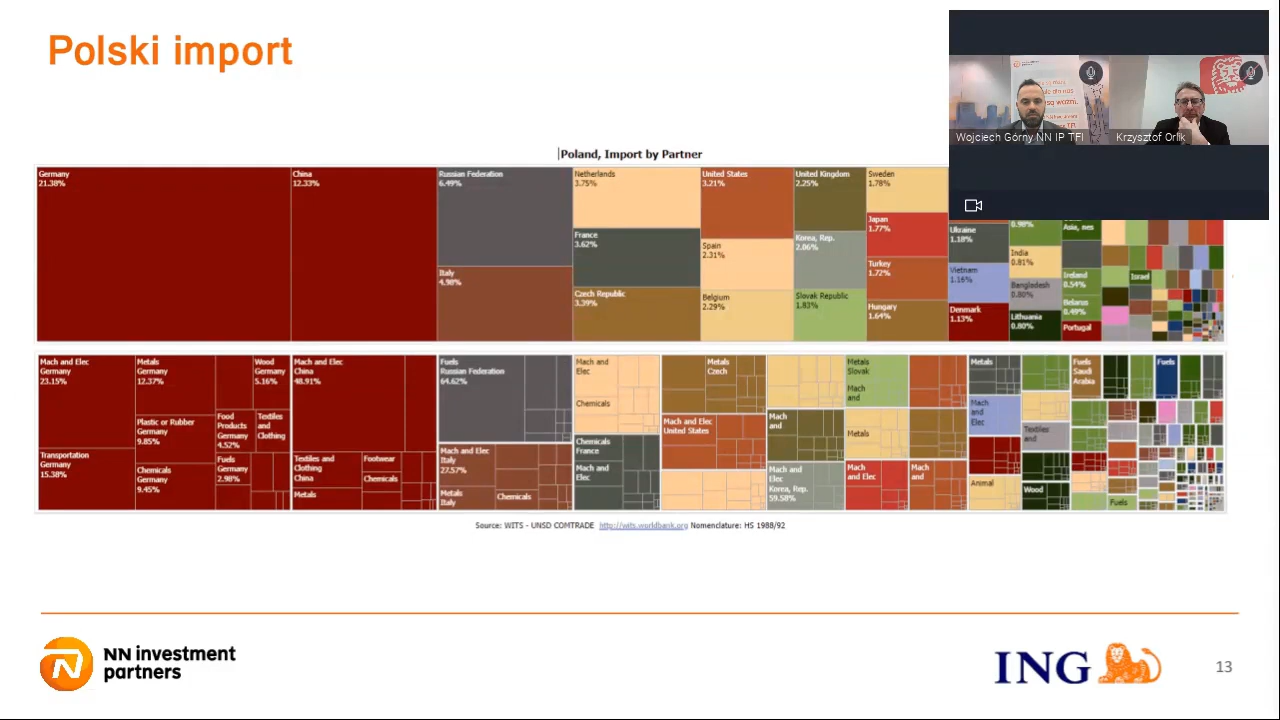 Polski import
Wojciech Górny NN IP TFI
Krzysztof Orlik
Poland, Import by Partner
Germany
21.38%
China
12.33%
Russian Federation
6.49%
Italy
4.98%
Netherlands
3.75%
France
3.62%
Czech Republic
3.39%
United States
3.21%
Spain
2.31%
Belgium
2.29%
United Kingdom
2.25%
Korea, Rep.
2.06%
Slovak Republic
1.83%
Sweden
1.78%
Japan
1.77%
Turkey
1.72%
Hungary
1.64%
Ukraine
1.18%
Vietnam
1.16%
Denmark
1.13%
0.98%
India
0.81%
Bangladesh
0.80%
Lithuania
0.80%
Asia, nes
Ireland
0.54%
Belarus
0.49%
Portugal
Israel
Mach and Elec
Germany
23.15%
Transportation
Germany
15.38%
Metals
Germany
12.37%
Plastic or Rubber
Germany
9.85%
Chemicals
Germany
9.45%
Food
Products
Germany
4.52%
Fuels
Germany
2.98%
Wood
Germany
5.16%
Textiles
and
Clothing
Mach and Elec
China
48.91%
Textiles and
Clothing
China
Metals
Footwear
Chemicals
Fuels
Russian Federation
64.62%
Mach and Elec
Italy
27.57%
Metals
Italy
Chemicals
Mach and
Elec
Chemicals
Chemicals
France
Mach and
Elec
Metals
Czech
Mach and Elec
United States
Mach
and
Mach and
Elec
Korea, Rep.
59.58%
Metals
Slovak
Mach
and
Metals
Mach
and Elec
Mach
and
Metals
Mach
and
Elec
Animal
Textiles
and
Wood
Fuels
Saudi
Arabia
Fuels
Fuels
Source: WITS - UNSD COMTRADE http://wits.worldbank.org Nomenclature: HS 1988/92
NN investment
partners
ING
13